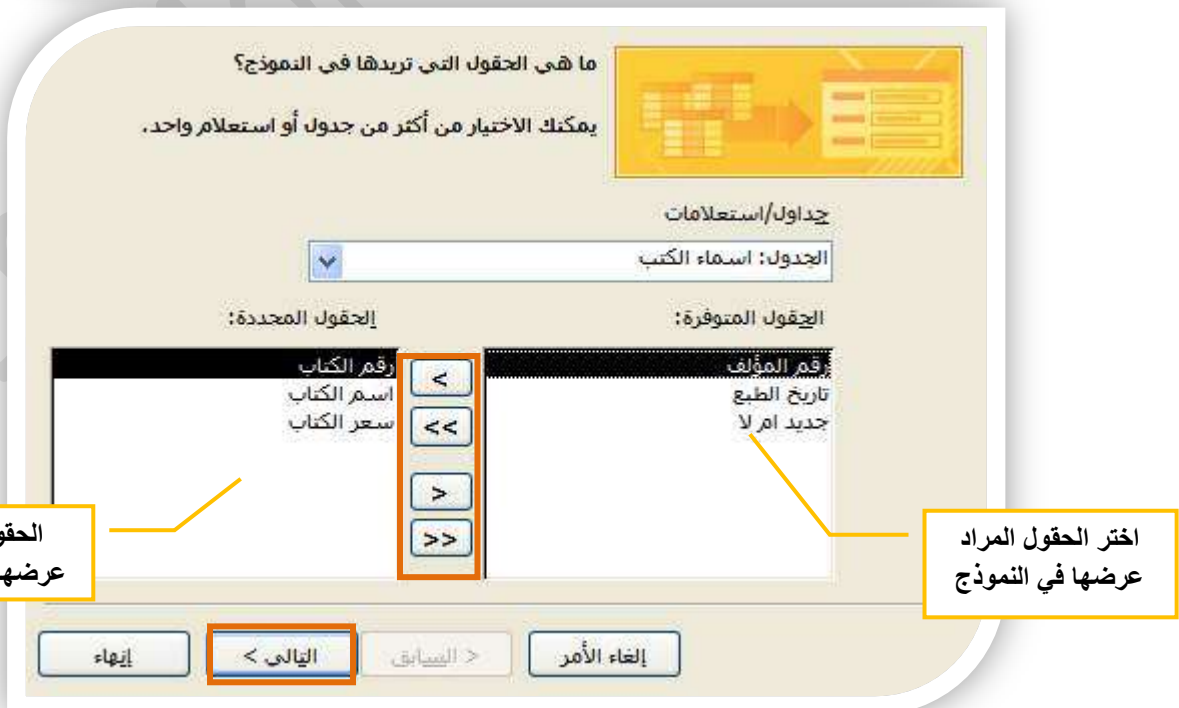 ما هي الحقول التي تريدها في النموذج؟
يمكنك الاختيار من أكثر من جدول أو استعلام واحد.
جداول/استعلامات
الجدول: اسماء الكتب
الحقول المتوفرة:
الحقول المحددة:
رقم المؤلف
تاريخ الطبع
جديد ام لا
رقم الكتاب
اسم الكتاب
سعر الكتاب
<
<<
>
>>
اختر الحقول المراد
عرضها في النموذج
إلغاء الأمر
< السابق
التالي >
إنهاء